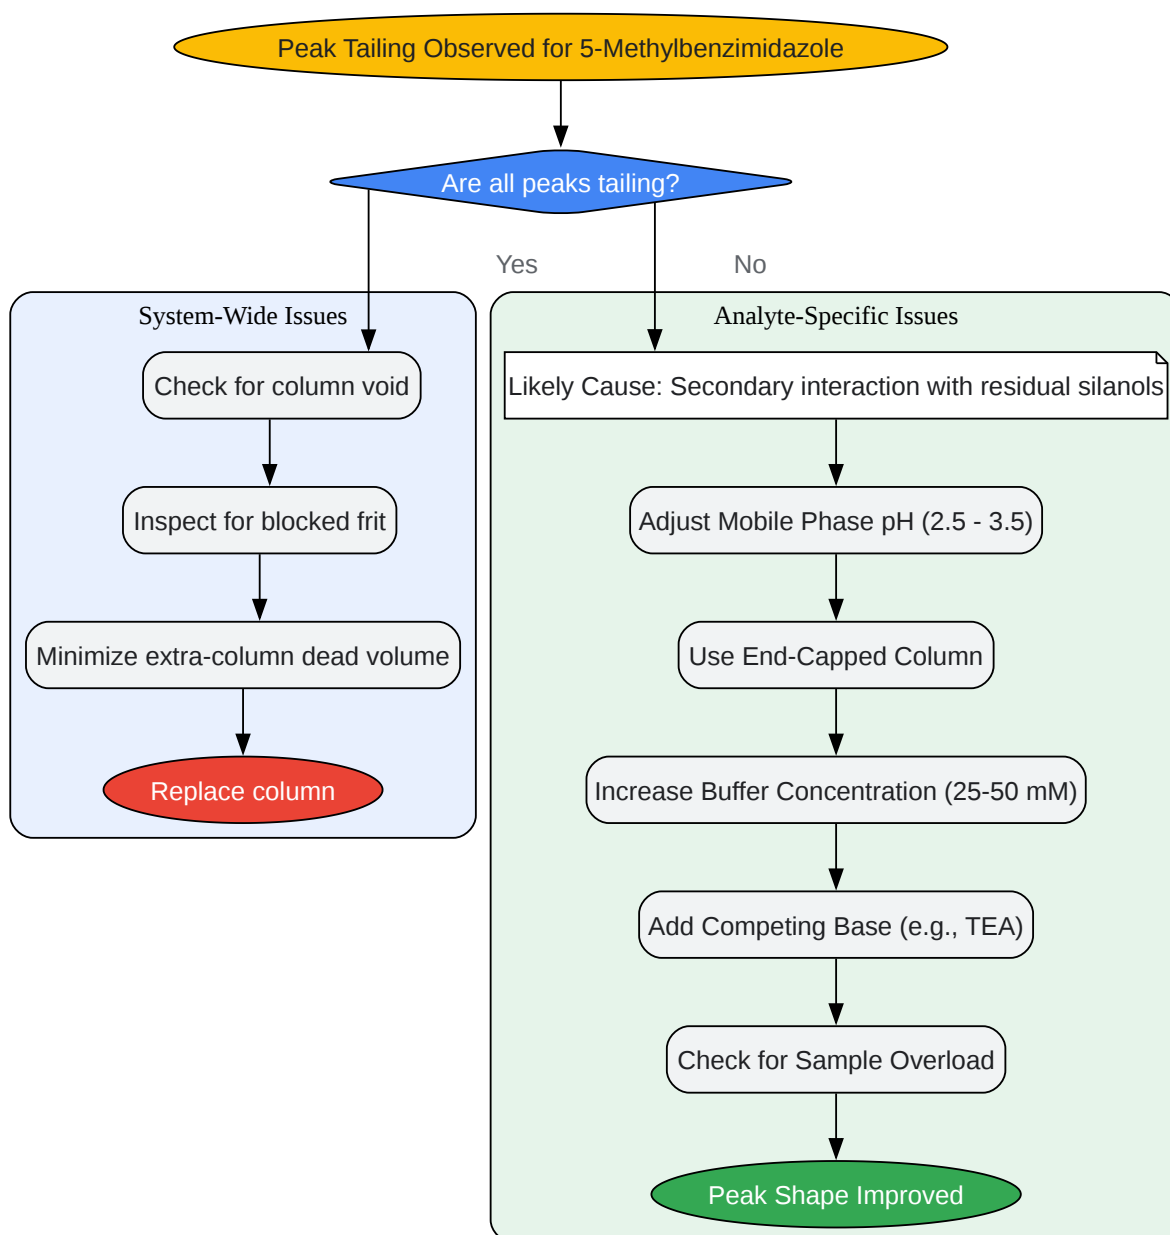 Peak Tailing Observed for 5-Methylbenzimidazole
Are all peaks tailing?
Yes
No
System-Wide Issues
Check for column void
Inspect for blocked frit
Minimize extra-column dead volume
Replace column
Analyte-Specific Issues
Likely Cause: Secondary interaction with residual silanols
Adjust Mobile Phase pH (2.5 - 3.5)
Use End-Capped Column
Increase Buffer Concentration (25-50 mM)
Add Competing Base (e.g., TEA)
Check for Sample Overload
Peak Shape Improved